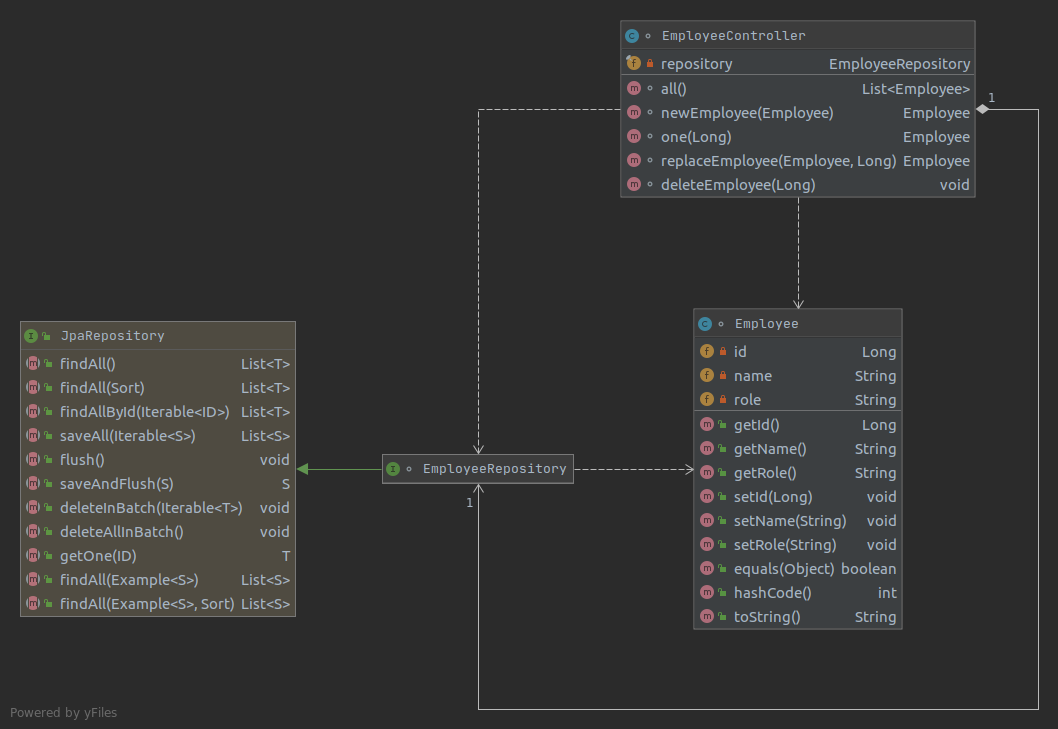 EmployeeController
repository EmployeeRepository
all() List<Employee>
newEmployee(Employee) Employee
one(Long) Employee
replaceEmployee(Employee, Long) Employee
deleteEmployee(Long) void
1
JpaRepository
findAll() List<T>
findAll(Sort) List<T>
findAllById(Iterable<ID>) List<T>
saveAll(Iterable<S>) List<S>
flush() void
saveAndFlush(S) S
deleteInBatch(Iterable<T>) void
deleteAllInBatch() void
getOne(ID) T
findAll(Example<S>) List<S>
findAll(Example<S>, Sort) List<S>
EmployeeRepository
1
Employee
id Long
name String
role String
getId() Long
getName() String
getRole() String
setId(Long) void
setName(String) void
setRole(String) void
equals(Object) boolean
hashCode() int
toString() String
Powered by yFiles